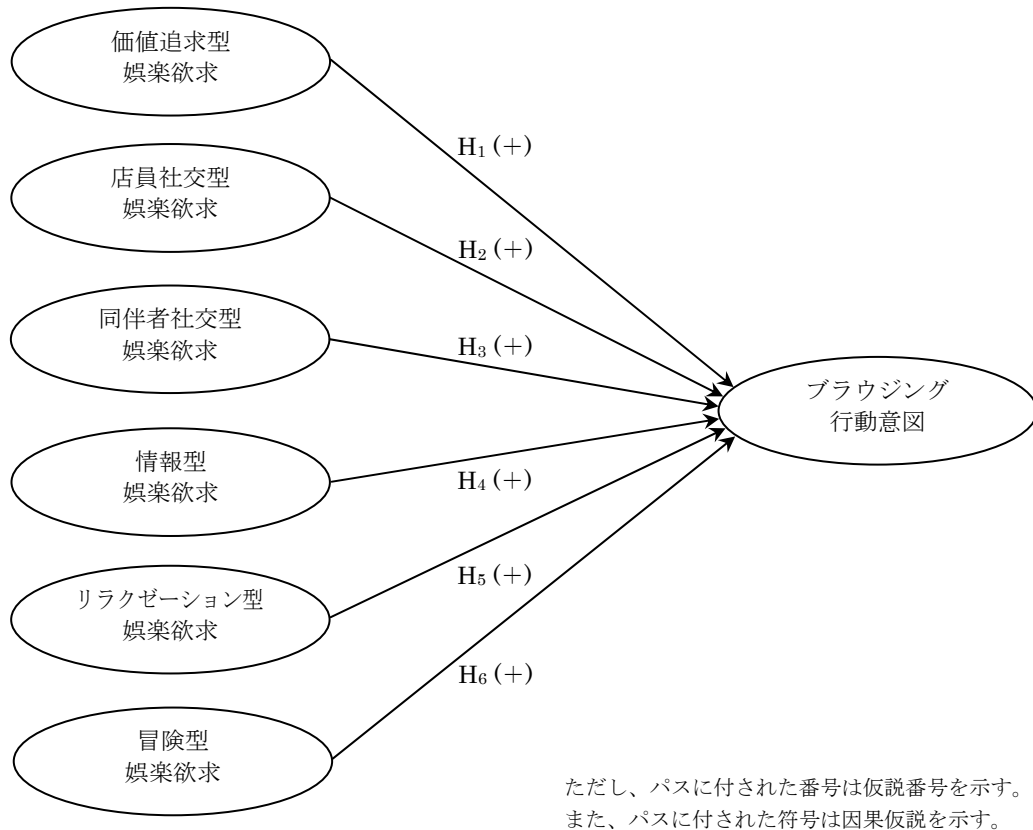 価値追求型
娯楽欲求
H₁ (+)
店員社交型
娯楽欲求
H₂ (+)
同伴者社交型
娯楽欲求
H₃ (+)
ブラウジング
行動意図
情報型
娯楽欲求
H₄ (+)
リラクゼーション型
娯楽欲求
H₅ (+)
H₆ (+)
冒険型
娯楽欲求
ただし、パスに付された番号は仮説番号を示す。
また、パスに付された符号は因果仮説を示す。